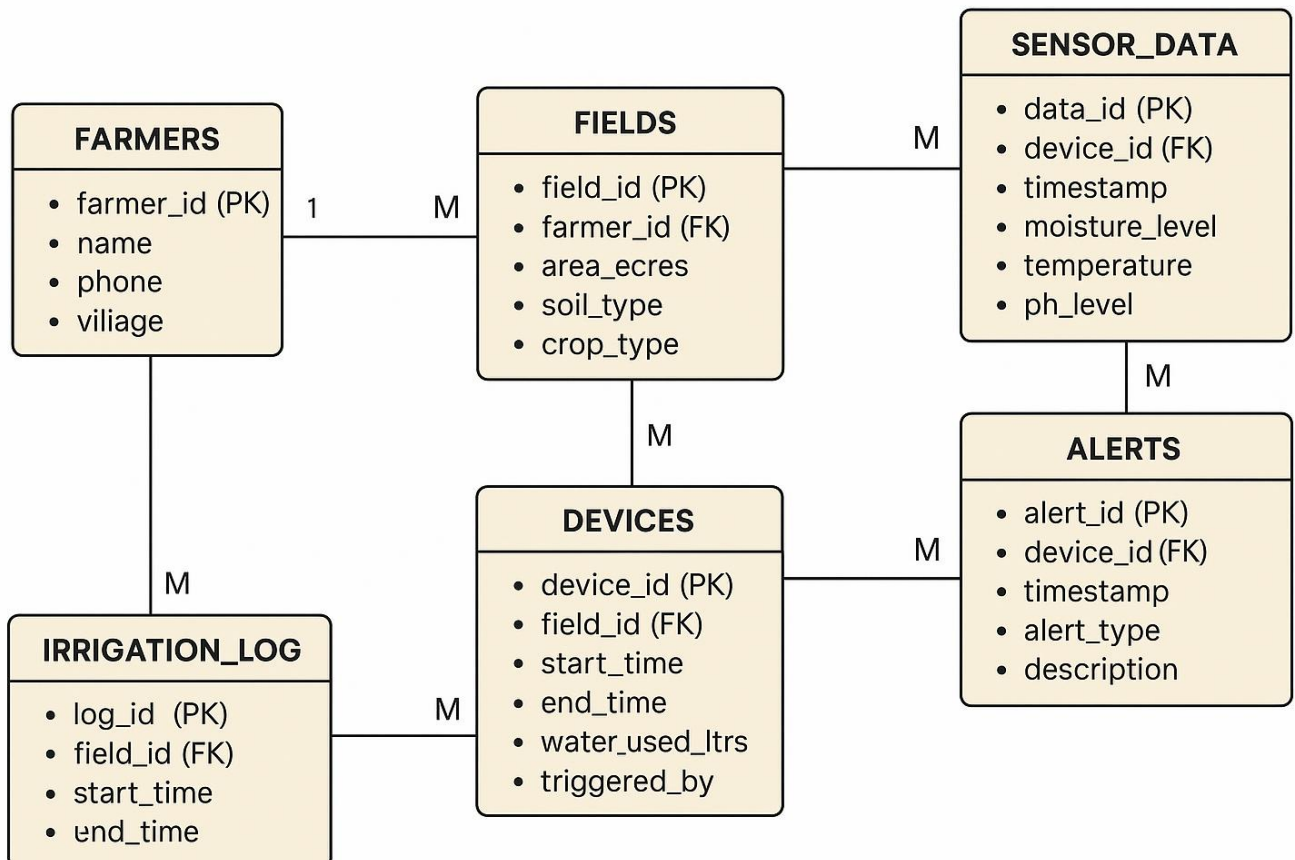 FARMERS
• farmer_id (PK)
• name
• phone
• viliage
1
M
FIELDS
• field_id (PK)
• farmer_id (FK)
• area_ecres
• soil_type
• crop_type
M
SENSOR_DATA
• data_id (PK)
• device_id (FK)
• timestamp
• moisture_level
• temperature
• ph_level
M
M
ALERTS
• alert_id (PK)
• device_id (FK)
• timestamp
• alert_type
• description
M
DEVICES
• device_id (PK)
• field_id (FK)
• start_time
• end_time
• water_used_ltrs
• triggered_by
M
M
IRRIGATION_LOG
• log_id (PK)
• field_id (FK)
• start_time
• end_time